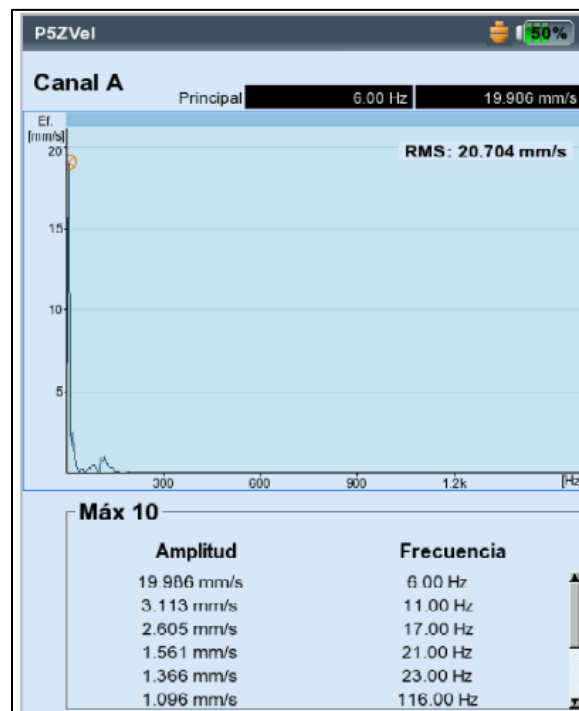 P5ZVel
50%
Canal A
Principal 6.00 Hz 19.986 mm/s
Ef.
[mm/s]
RMS: 20.704 mm/s
20
15
10
5
300 600 900 1.2k [Hz
Máx 10
Amplitud Frecuencia
19.986 mm/s 6.00 Hz
3.113 mm/s 11.00 Hz
2.605 mm/s 17.00 Hz
1.561 mm/s 21.00 Hz
1.366 mm/s 23.00 Hz
1.096 mm/s 116.00 Hz